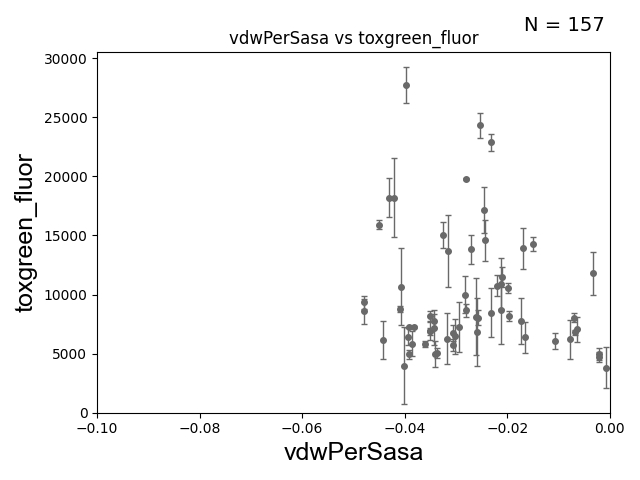 N = 157
vdwPerSasa vs toxgreen_fluor
30000
25000
20000
15000
10000
5000
0
toxgreen_fluor
−0.10 −0.08 −0.06 −0.04 −0.02 0.00
vdwPerSasa